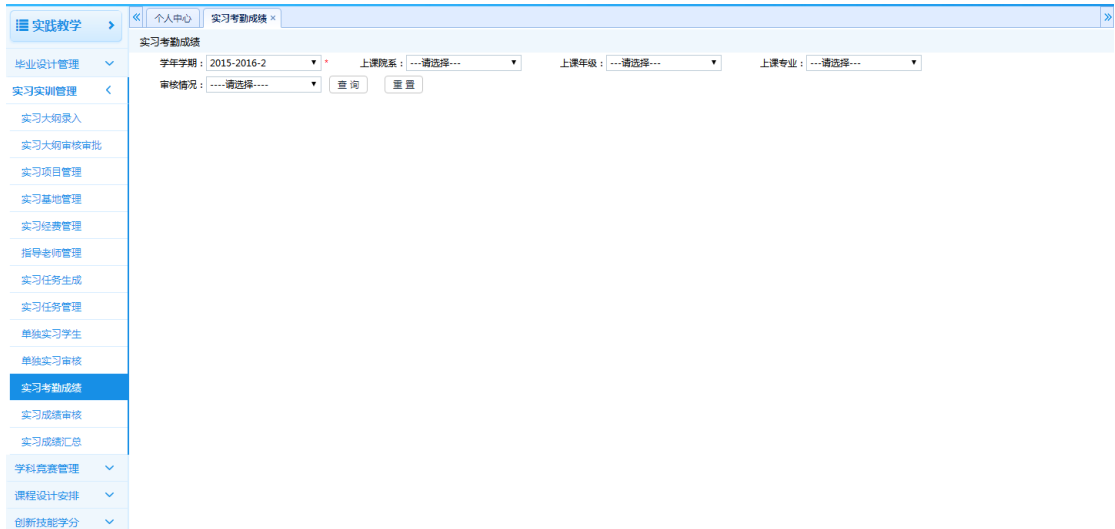 实践教学
个人中心 实习考勤成绩 ×
实习考勤成绩
学年学期：2015-2016-2 * 上课院系：---请选择--- 上课年级：---请选择--- 上课专业：---请选择---
审核情况：----请选择---- 查 询 重 置
毕业设计管理
实习实训管理
实习大纲录入
实习大纲审核审批
实习项目管理
实习基地管理
实习经费管理
指导老师管理
实习任务生成
实习任务管理
单独实习学生
单独实习审核
实习考勤成绩
实习成绩审核
实习成绩汇总
学科竞赛管理
课程设计安排
创新技能学分